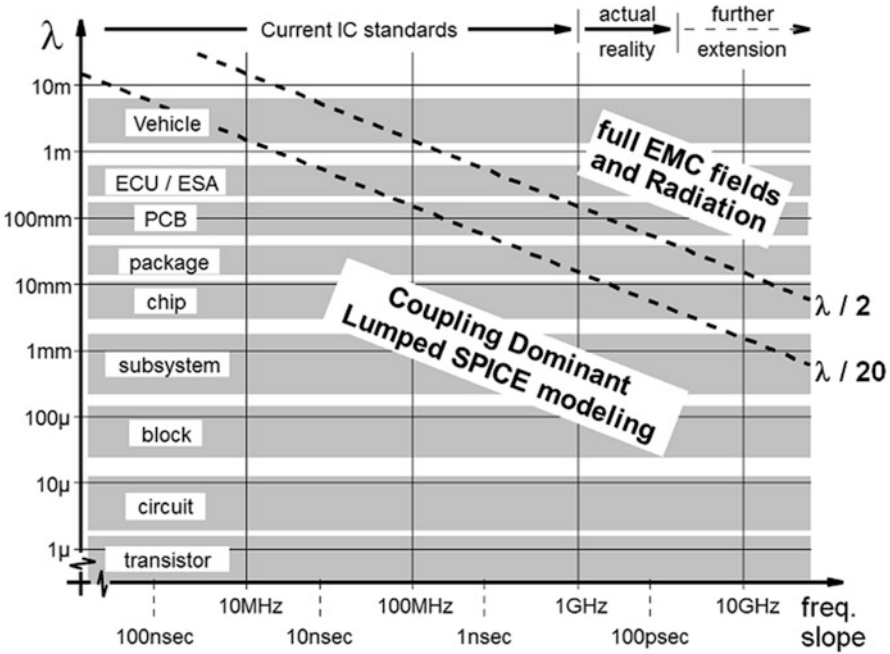 λ
Current IC standards
actual
reality
further
extension
10m
1m
100mm
10mm
1mm
100µ
10µ
1µ
Vehicle
ECU / ESA
PCB
package
chip
subsystem
block
circuit
transistor
full EMC fields
and Radiation
Coupling Dominant
Lumped SPICE modeling
λ / 2
λ / 20
10MHz
100MHz
1GHz
10GHz
freq.
100nsec
10nsec
1nsec
100psec
slope